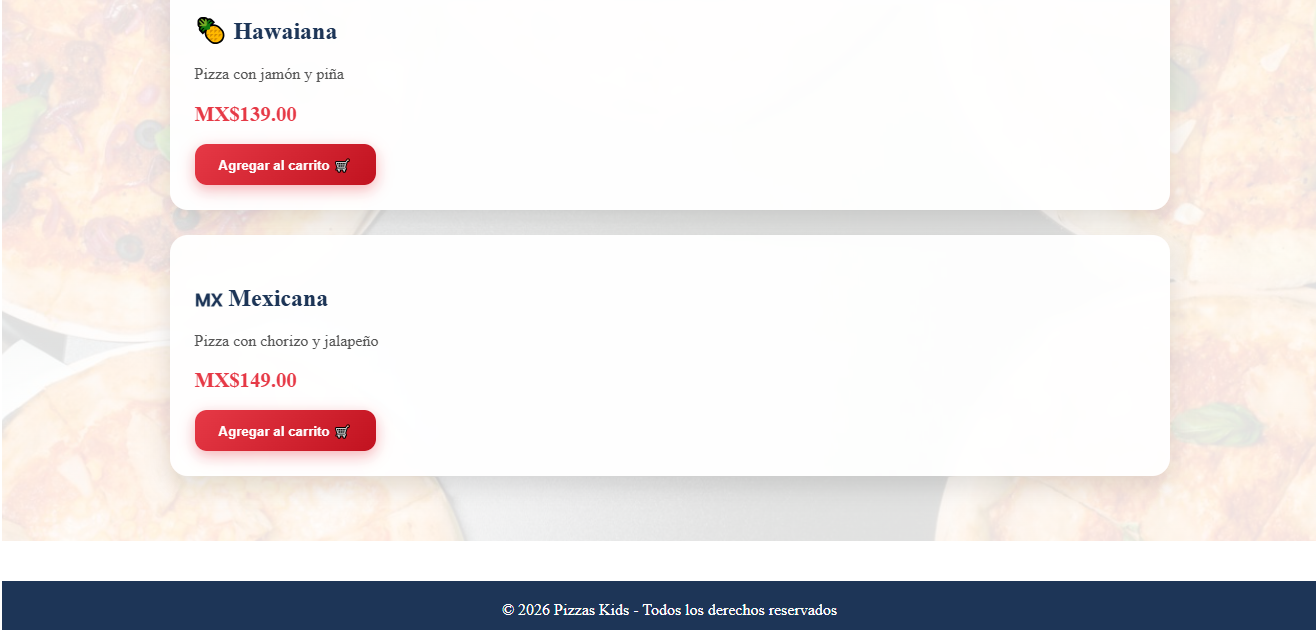 Hawaiana
Pizza con jamón y piña
MX$139.00
Agregar al carrito
MX Mexicana
Pizza con chorizo y jalapeño
MX$149.00
Agregar al carrito
© 2026 Pizzas Kids - Todos los derechos reservados